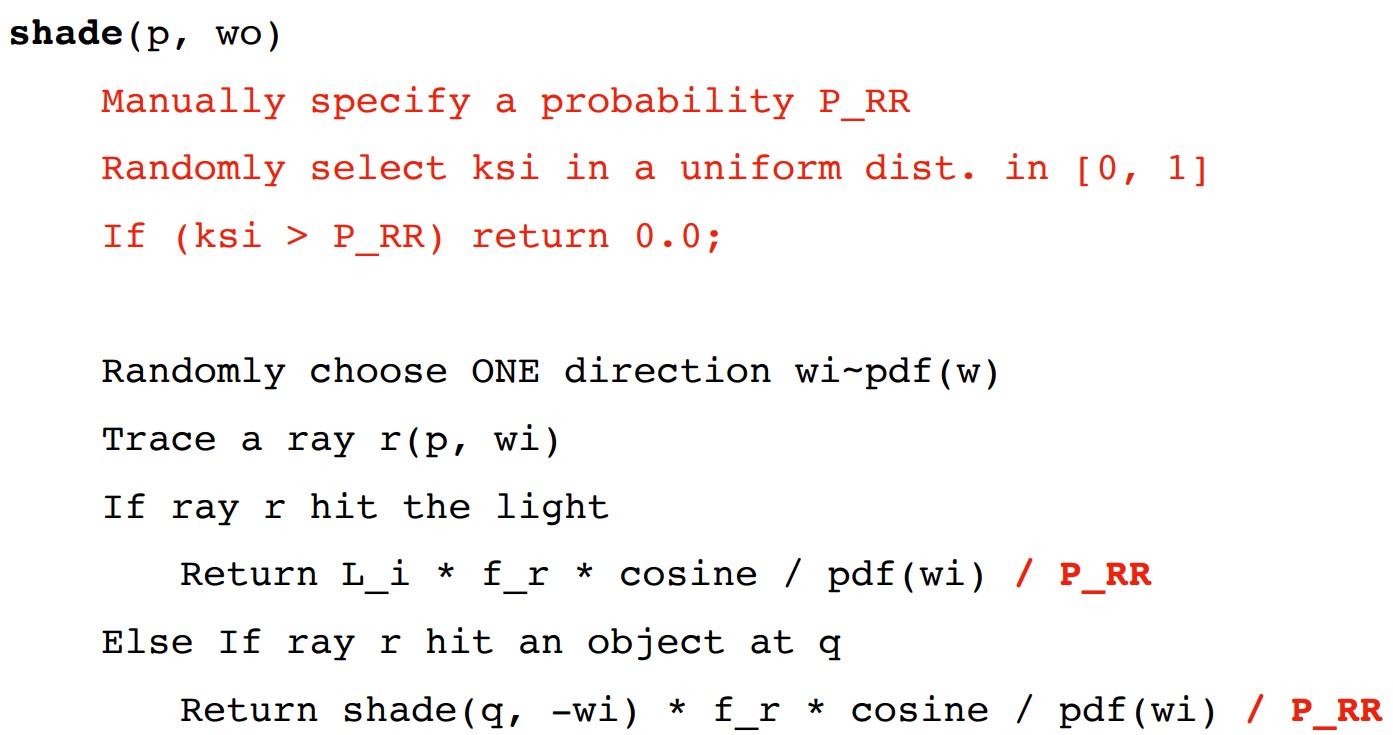 shade(p, wo)
Manually specify a probability P_RR
Randomly select ksi in a uniform dist. in [0, 1]
If (ksi > P_RR) return 0.0;
Randomly choose ONE direction wi~pdf(w)
Trace a ray r(p, wi)
If ray r hit the light
Return L_i * f_r * cosine / pdf(wi) / P_RR
Else If ray r hit an object at q
Return shade(q, -wi) * f_r * cosine / pdf(wi) / P_RR